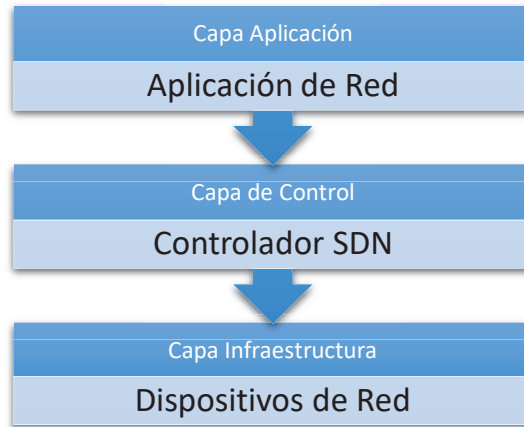 Capa Aplicación
Aplicación de Red
Capa de Control
Controlador SDN
Capa Infraestructura
Dispositivos de Red